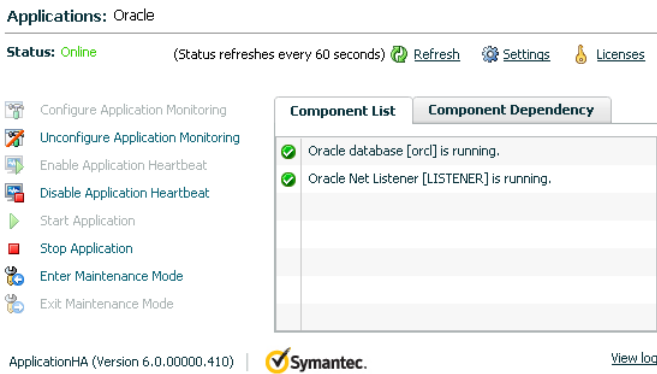 Applications: Oracle
Status: Online (Status refreshes every 60 seconds) Refresh Settings Licenses
Configure Application Monitoring
Unconfigure Application Monitoring
Enable Application Heartbeat
Disable Application Heartbeat
Start Application
Stop Application
Enter Maintenance Mode
Exit Maintenance Mode
Component List Component Dependency
Oracle database [orcl] is running.
Oracle Net Listener [LISTENER] is running.
ApplicationHA (Version 6.0.00000.410) Symantec. View log